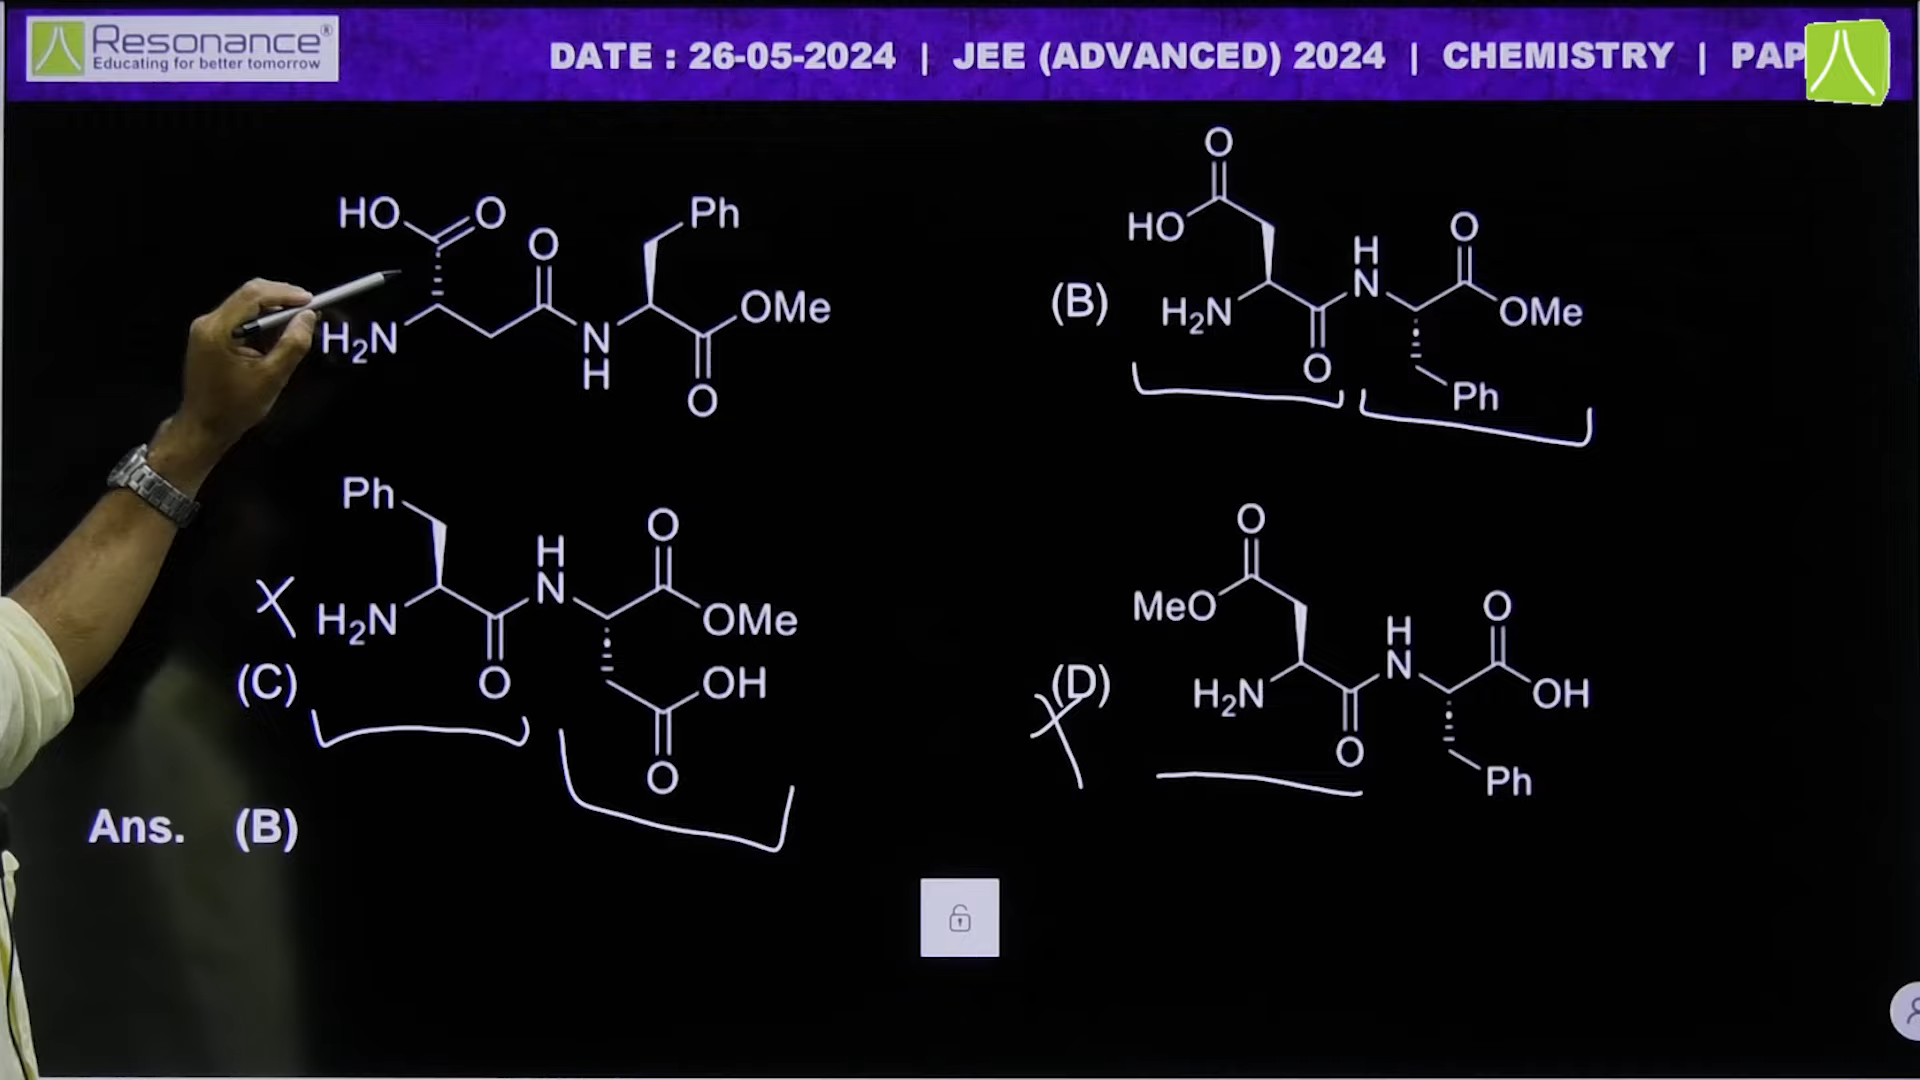 Resonance®
Educating for better tomorrow
DATE : 26-05-2024 | JEE (ADVANCED) 2024 | CHEMISTRY | PAP
HO O O Ph
H₂N N H OMe O
(B) O HO H₂N O H N O OMe Ph
X (C) Ph H₂N O H N O OMe OH O
X (D) O MeO H₂N O H N O OH Ph
Ans. (B)